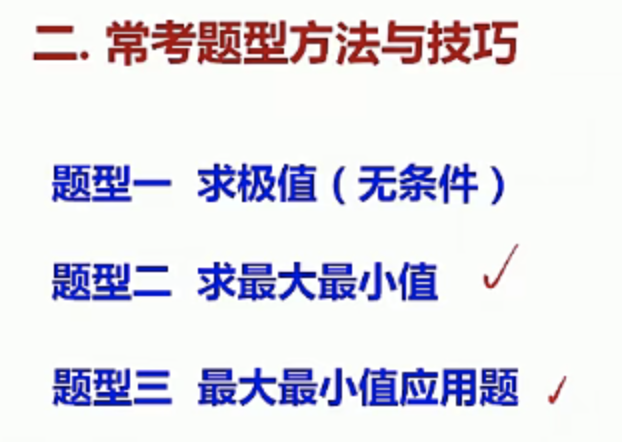 二. 常考题型方法与技巧
题型一 求极值（无条件）
题型二 求最大最小值
题型三 最大最小值应用题